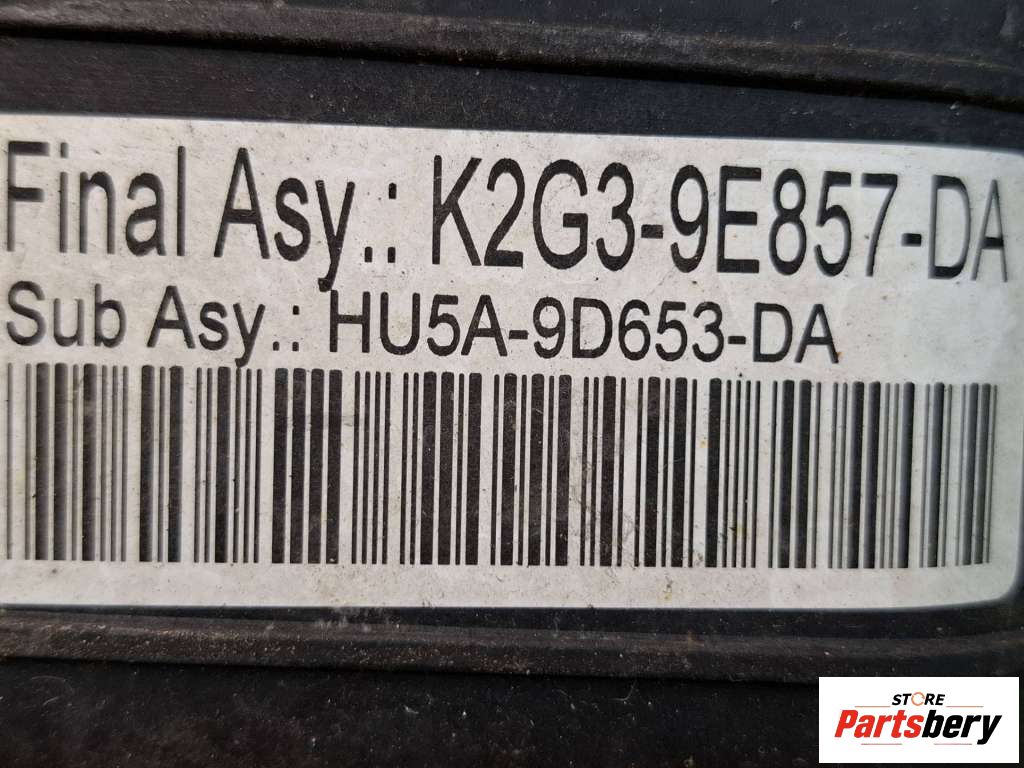 Final Asy.: K2G3-9E857-DA
Sub Asy.: HU5A-9D653-DA
STORE
Partsbery